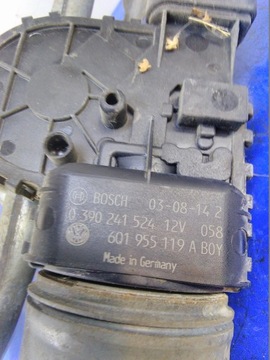 BOSCH 03-08-14 2
0 390 241 524 12V 058
6Q1 955 119 A BOY
Made in Germany